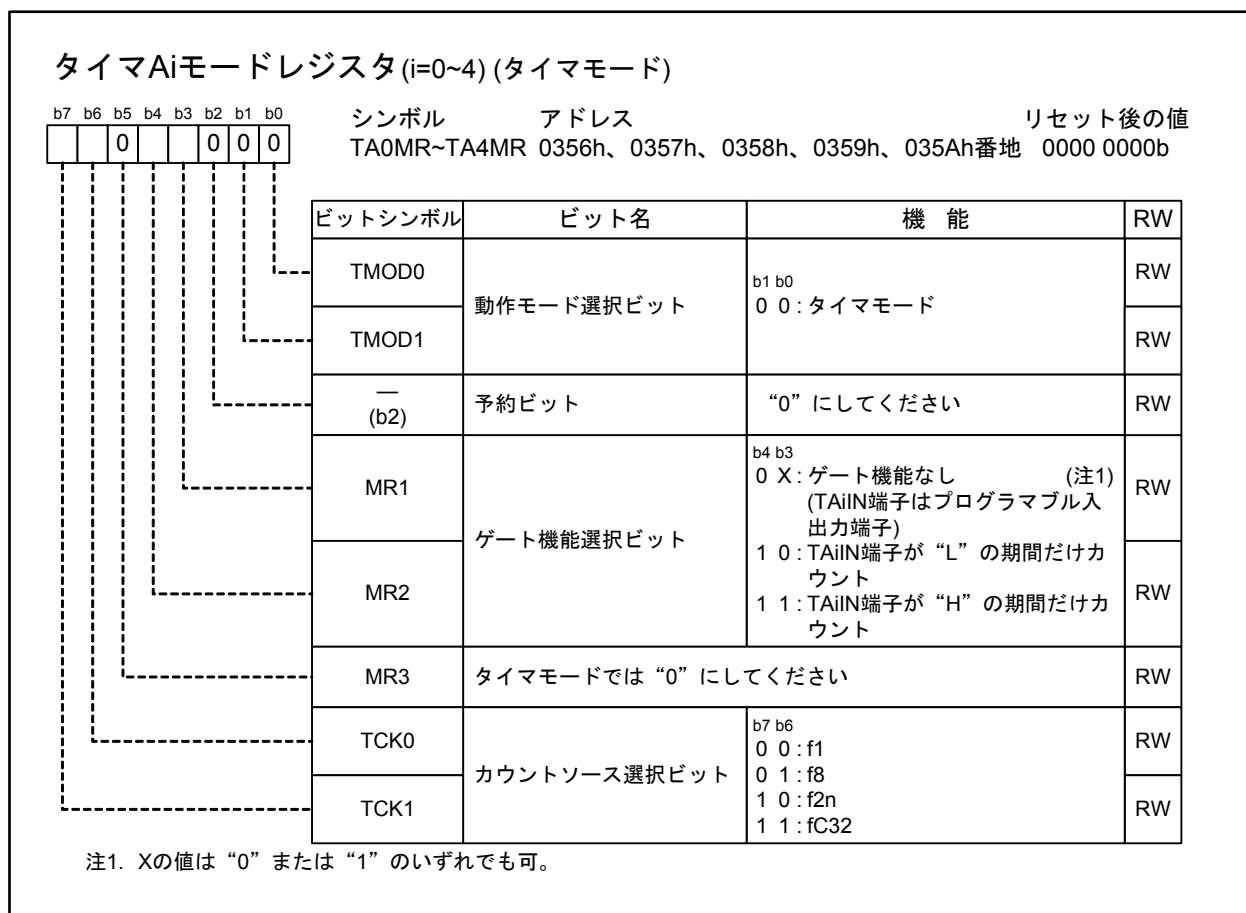 タイマAiモードレジスタ(i=0~4) (タイマモード)
b7 b6 b5 b4 b3 b2 b1 b0
0 0 0 0
シンボル アドレス リセット後の値
TA0MR~TA4MR 0356h、0357h、0358h、0359h、035Ah番地 0000 0000b
ビットシンボル ビット名 機 能 RW
TMOD0 RW
動作モード選択ビット
b1 b0
0 0 : タイマモード
TMOD1 RW
—
(b2)
予約ビット “0”にしてください RW
MR1 RW
ゲート機能選択ビット
b4 b3
0 X : ゲート機能なし (注1)
(TAiIN端子はプログラマブル入
出力端子)
1 0 : TAiIN端子が“L”の期間だけカ
ウント
1 1 : TAiIN端子が“H”の期間だけカ
ウント
MR2 RW
MR3 タイマモードでは“0”にしてください RW
TCK0 RW
カウントソース選択ビット
b7 b6
0 0 : f1
0 1 : f8
1 0 : f2n
1 1 : fC32
TCK1 RW
注1. Xの値は“0”または“1”のいずれでも可。